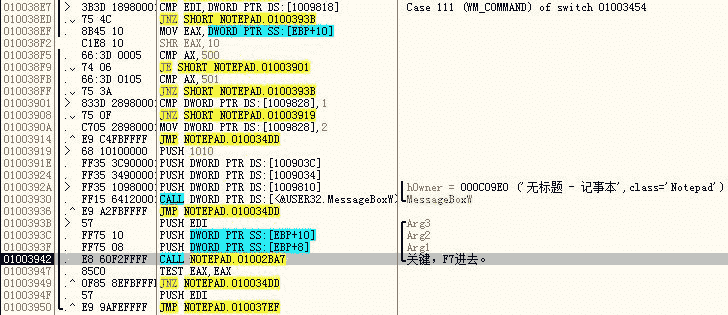 010038E7 > 3B3D 18980001 CMP EDI,DWORD PTR DS:[1009818] Case 111 (WM_COMMAND) of switch 01003454
010038ED .v 75 4C JNZ SHORT NOTEPAD.0100393B
010038EF . 8B45 10 MOV EAX,DWORD PTR SS:[EBP+10]
010038F2 . C1E8 10 SHR EAX,10
010038F5 . 66:3D 0005 CMP AX,500
010038F9 .v 74 06 JE SHORT NOTEPAD.01003901
010038FB . 66:3D 0105 CMP AX,501
010038FF .v 75 3A JNZ SHORT NOTEPAD.0100393B
01003901 > 833D 28980001 CMP DWORD PTR DS:[1009828],1
01003908 .v 75 0F JNZ SHORT NOTEPAD.01003919
0100390A . C705 28980001 MOV DWORD PTR DS:[1009828],2
01003914 .^ E9 C4FBFFFF JMP NOTEPAD.010034DD
01003919 > 68 10100000 PUSH 1010
0100391E . FF35 3C900001 PUSH DWORD PTR DS:[100903C]
01003924 . FF35 34900001 PUSH DWORD PTR DS:[1009034]
0100392A > FF35 10980001 PUSH DWORD PTR DS:[1009810] hOwner = 000C09E0 ('无标题 - 记事本',class='Notepad')
01003930 . FF15 64120001 CALL DWORD PTR DS:[<&USER32.MessageBoxW> MessageBoxW
01003936 .^ E9 A2FBFFFF JMP NOTEPAD.010034DD
0100393B > 57 PUSH EDI Arg3
0100393C . FF75 10 PUSH DWORD PTR SS:[EBP+10] Arg2
0100393F . FF75 08 PUSH DWORD PTR SS:[EBP+8] Arg1
01003942 . E8 60F2FFFF CALL NOTEPAD.01002BA7 关键，F7进去。
01003947 . 85C0 TEST EAX,EAX
01003949 .^ 0F85 8EFBFFFF JNZ NOTEPAD.010034DD
0100394F . 57 PUSH EDI
01003950 .^ E9 9AFEFFFF JMP NOTEPAD.010037EF